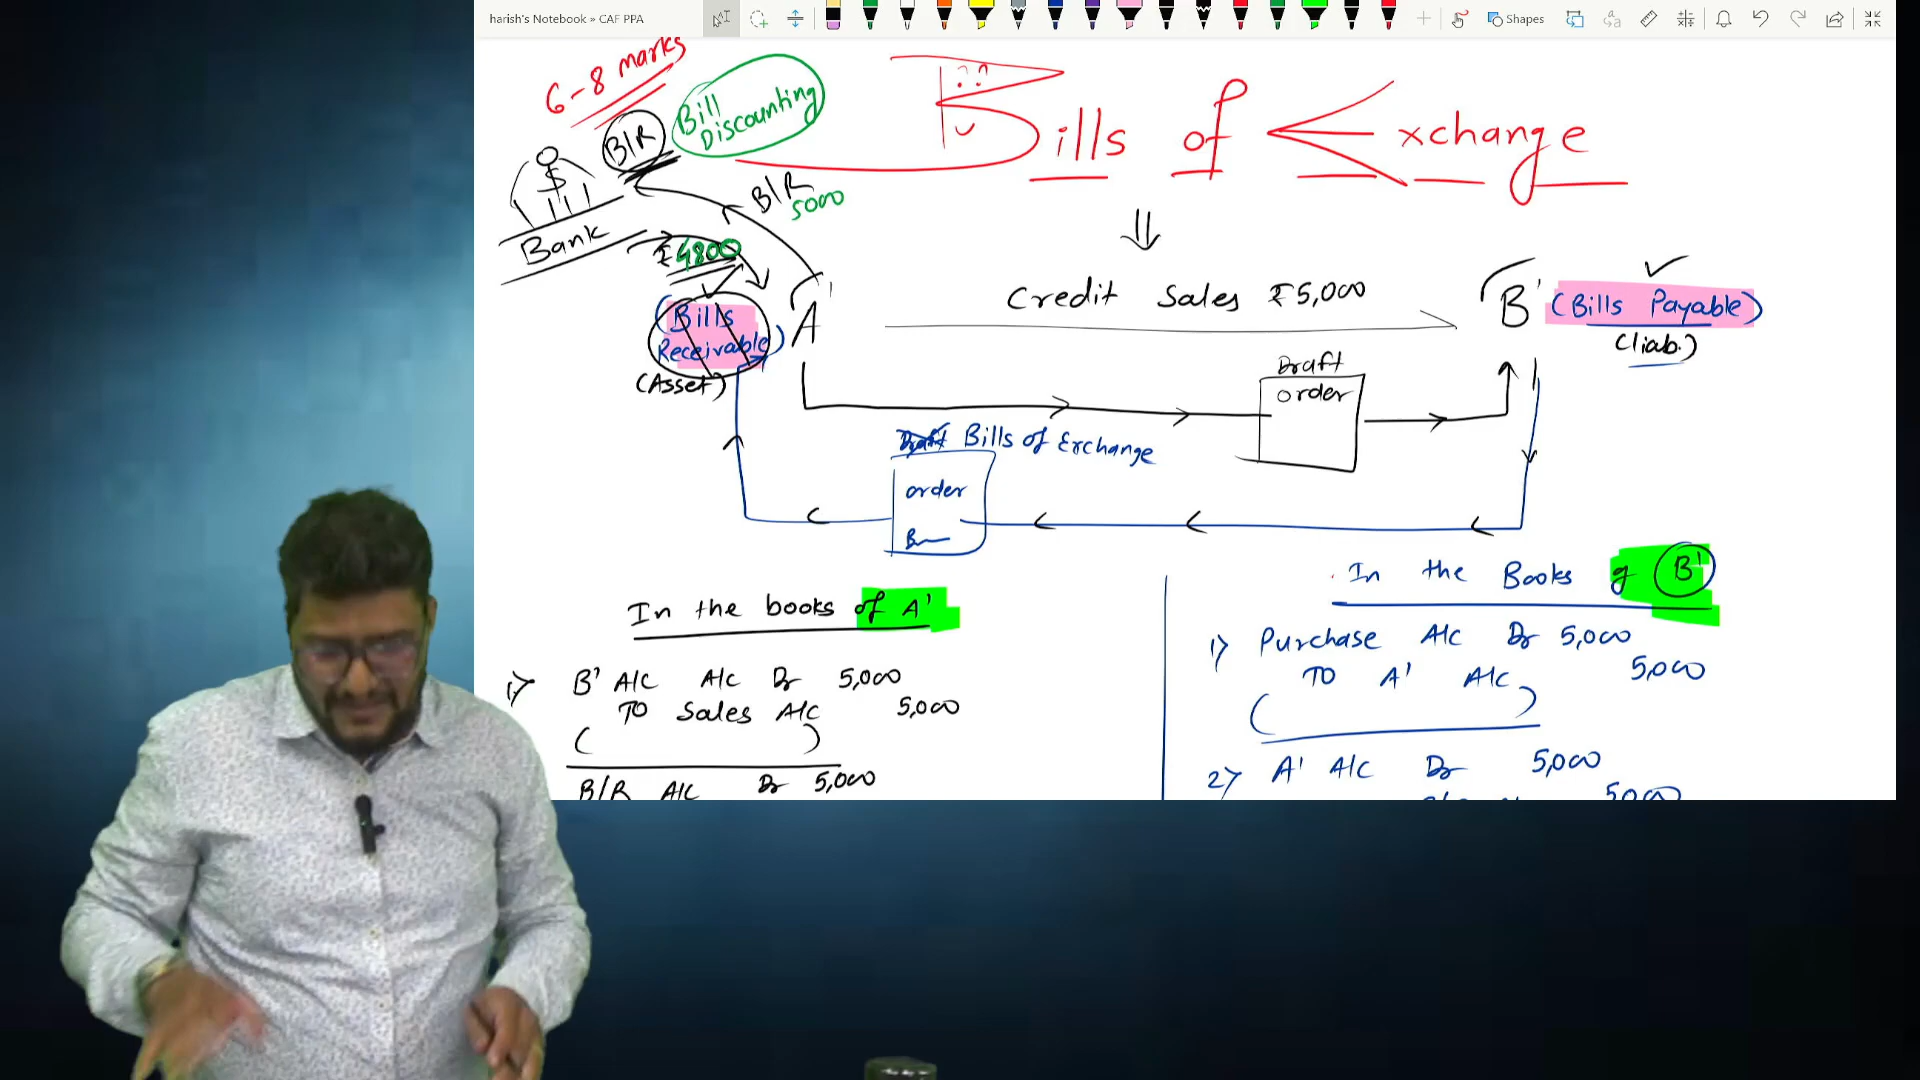 harish's Notebook » CAF PPA
Shapes
6-8 marks
B/R
Bill
Discounting
Bills of Exchange
B/R
5000
Bank
₹4800
Credit Sales ₹5,000
A'
B' (Bills Payable)
(liab.)
(Bills
Receivable)
(Asset)
Draft
order
Draft Bills of Exchange
order
In the books of A'
1) B' A/c A/c Dr 5,000
To Sales A/c 5,000
( )
B/R A/c Dr 5,000
In the Books of B'
1) Purchase A/c Dr 5,000
To A' A/c 5,000
( )
2) A' A/c Dr 5,000
5,000